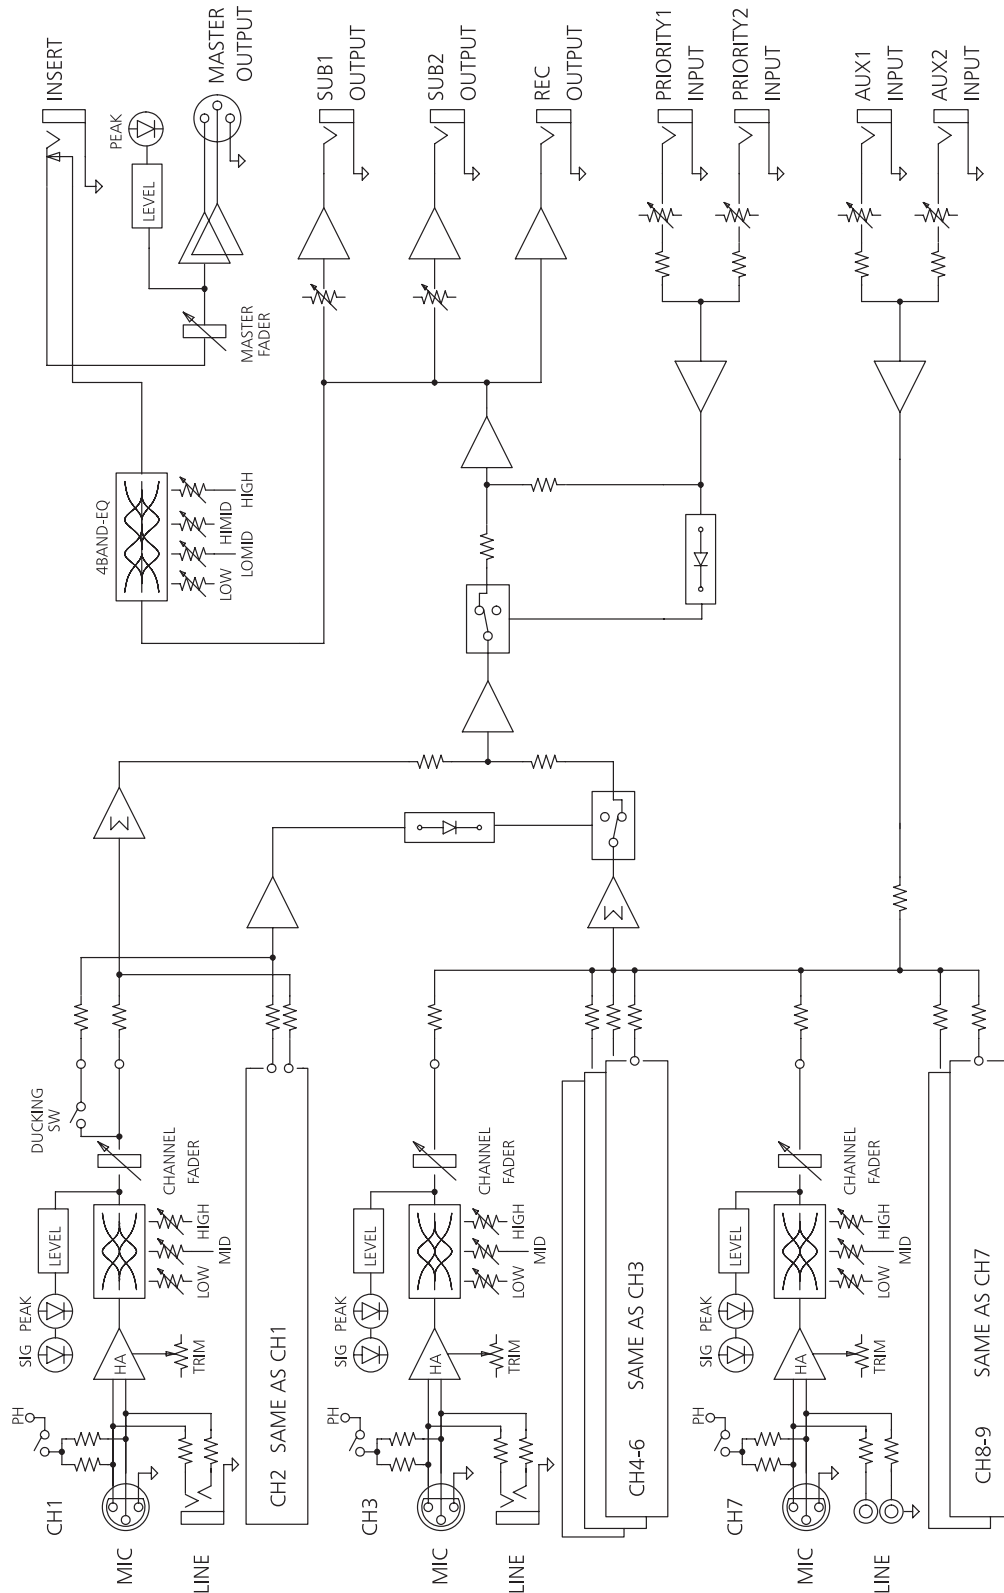 CH1
MIC
LINE
PH
HA
TRIM
SIG
PEAK
LEVEL
LOW
MID
HIGH
CHANNEL
FADER
DUCKING
SW
CH2 SAME AS CH1
Σ
CH3
MIC
LINE
PH
HA
TRIM
SIG
PEAK
LEVEL
LOW
MID
HIGH
CHANNEL
FADER
CH4-6
SAME AS CH3
Σ
CH7
MIC
LINE
PH
HA
TRIM
SIG
PEAK
LEVEL
LOW
MID
HIGH
CHANNEL
FADER
CH8-9
SAME AS CH7
4BAND-EQ
LOW
LOMID
HIMID
HIGH
MASTER
FADER
LEVEL
PEAK
INSERT
MASTER
OUTPUT
SUB1
OUTPUT
SUB2
OUTPUT
REC
OUTPUT
PRIORITY1
INPUT
PRIORITY2
INPUT
AUX1
INPUT
AUX2
INPUT